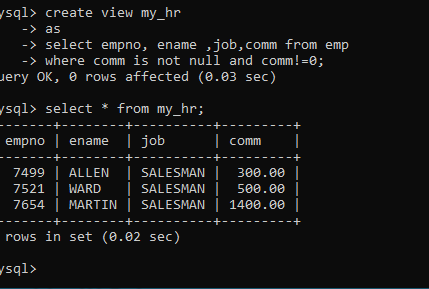 ysql> create view my_hr
-> as
-> select empno, ename ,job,comm from emp
-> where comm is not null and comm!=0;
uery OK, 0 rows affected (0.03 sec)
ysql> select * from my_hr;
------+--------+----------+---------+
empno | ename  | job      | comm    |
------+--------+----------+---------+
7499 | ALLEN  | SALESMAN |  300.00 |
7521 | WARD   | SALESMAN |  500.00 |
7654 | MARTIN | SALESMAN | 1400.00 |
------+--------+----------+---------+
rows in set (0.02 sec)
ysql>